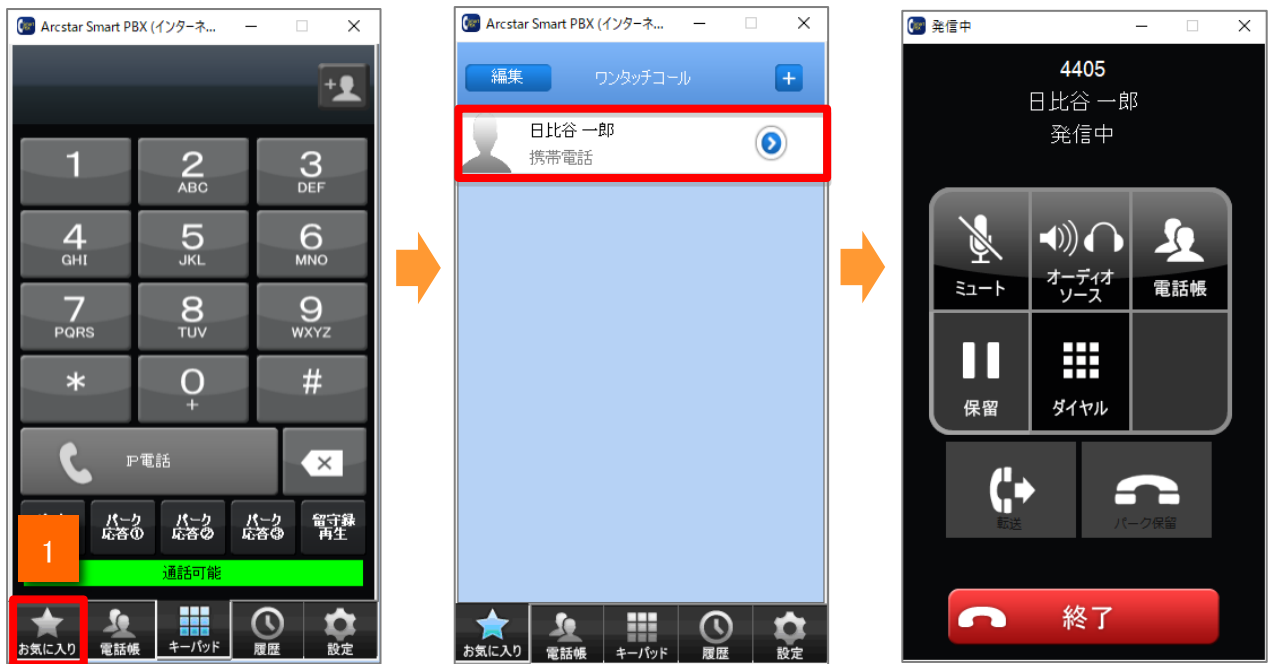 Arcstar Smart PBX (インターネ...
1
2
ABC
3
DEF
4
GHI
5
JKL
6
MNO
7
PQRS
8
TUV
9
WXYZ
*
0
+
#
IP電話
パーク
応答①
パーク
応答②
パーク
応答③
留守録
再生
1
通話可能
お気に入り
電話帳
キーパッド
履歴
設定
Arcstar Smart PBX (インターネ...
編集
ワンタッチコール
+
日比谷 一郎
携帯電話
お気に入り
電話帳
キーパッド
履歴
設定
発信中
4405
日比谷 一郎
発信中
ミュート
オーディオ
ソース
電話帳
保留
ダイヤル
転送
パーク保留
終了